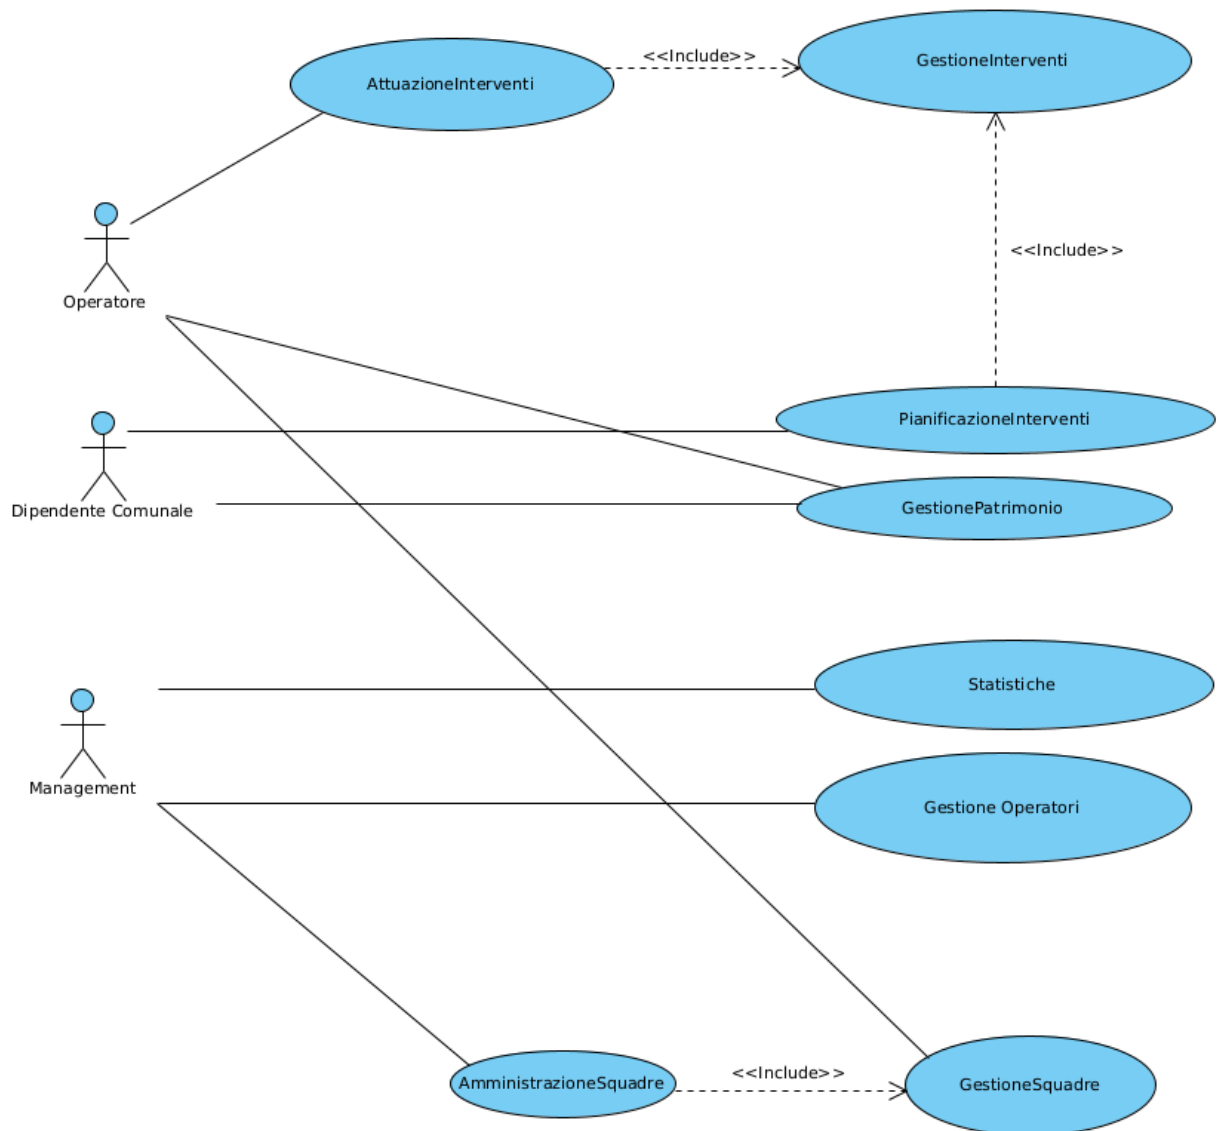 <<Include>>
GestioneInterventi
AttuazioneInterventi
<<Include>>
Operatore
PianificazioneInterventi
GestionePatrimonio
Dipendente Comunale
Statistiche
Management
Gestione Operatori
<<Include>>
AmministrazioneSquadre
GestioneSquadre